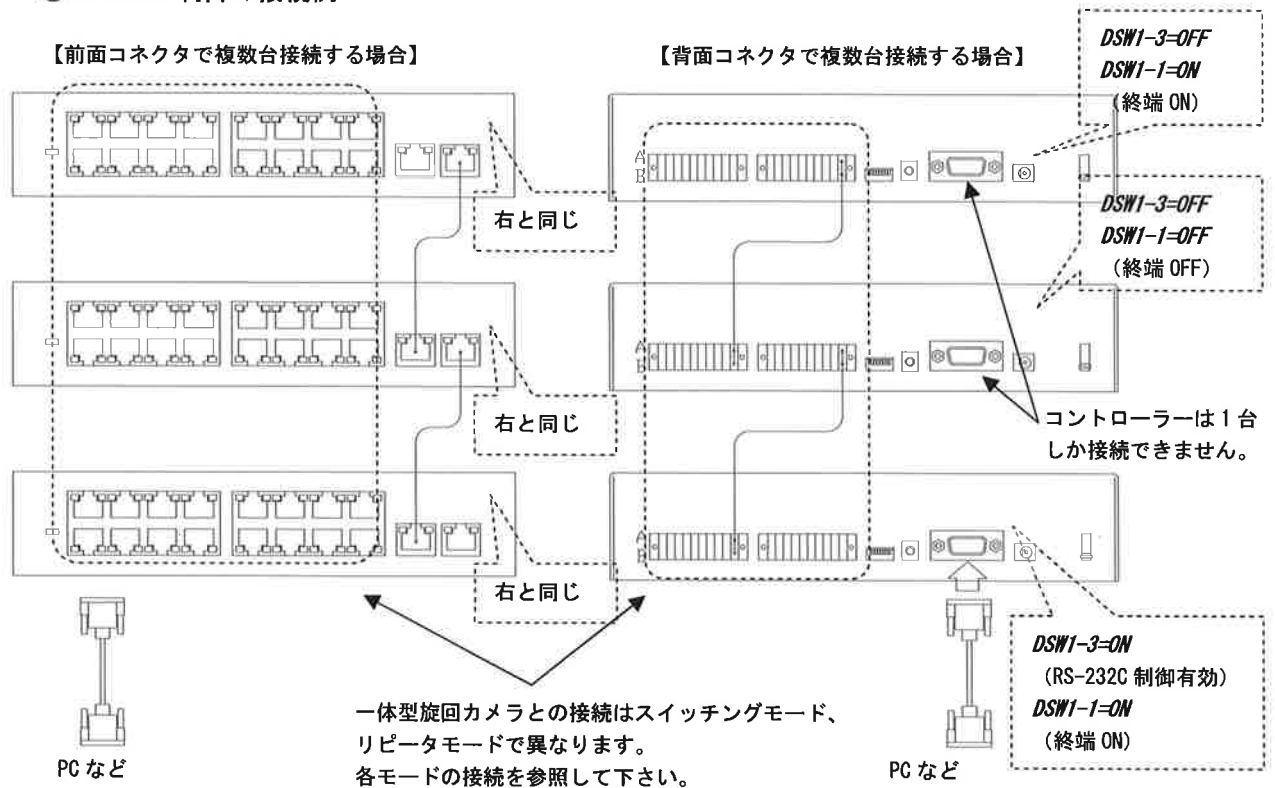 【前面コネクタで複数台接続する場合】
【背面コネクタで複数台接続する場合】
DSW1-3=OFF
DSW1-1=ON
(終端 ON)
右と同じ
A
B
DSW1-3=OFF
DSW1-1=OFF
(終端 OFF)
右と同じ
A
B
コントローラーは1台
しか接続できません。
右と同じ
A
B
DSW1-3=ON
(RS-232C 制御有効)
DSW1-1=ON
(終端 ON)
一体型旋回カメラとの接続はスイッチングモード、
リピータモードで異なります。
各モードの接続を参照して下さい。
PC など
PC など